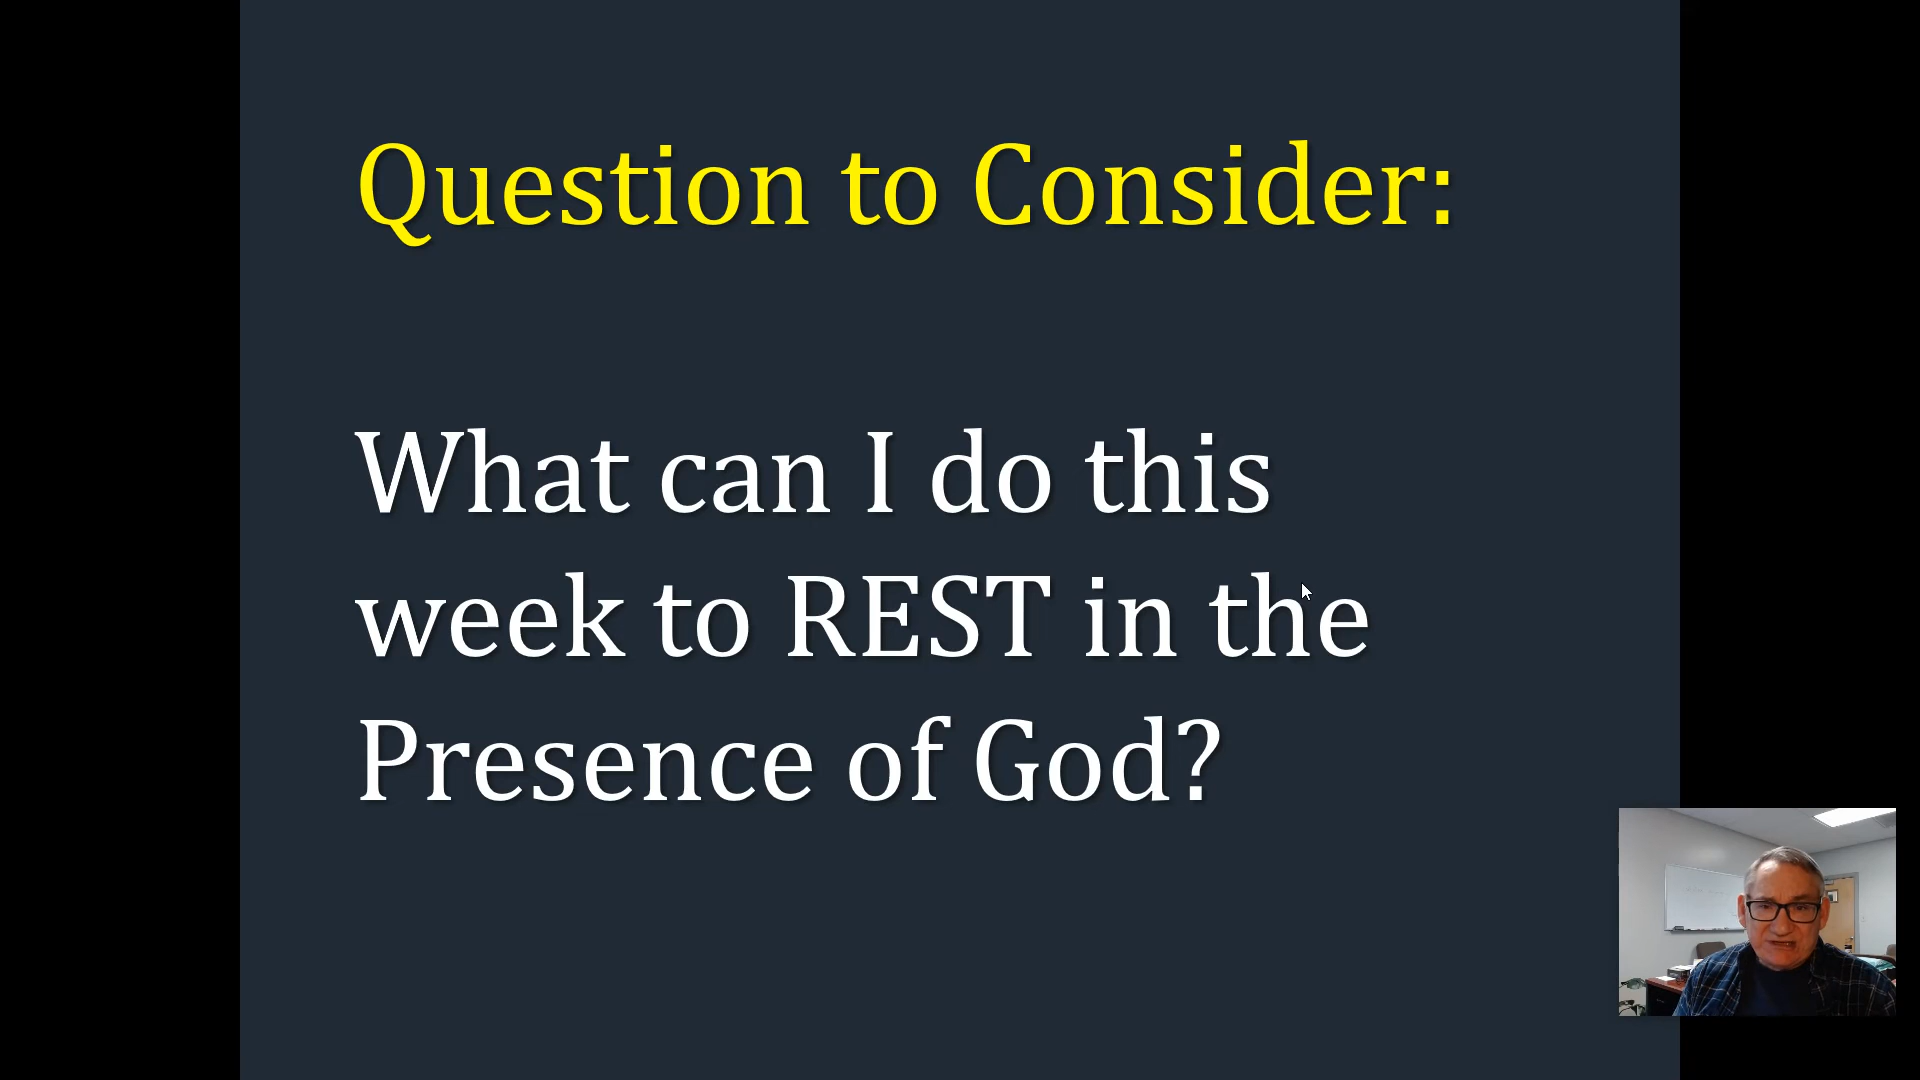 Question to Consider:
What can I do this
week to REST in the
Presence of God?